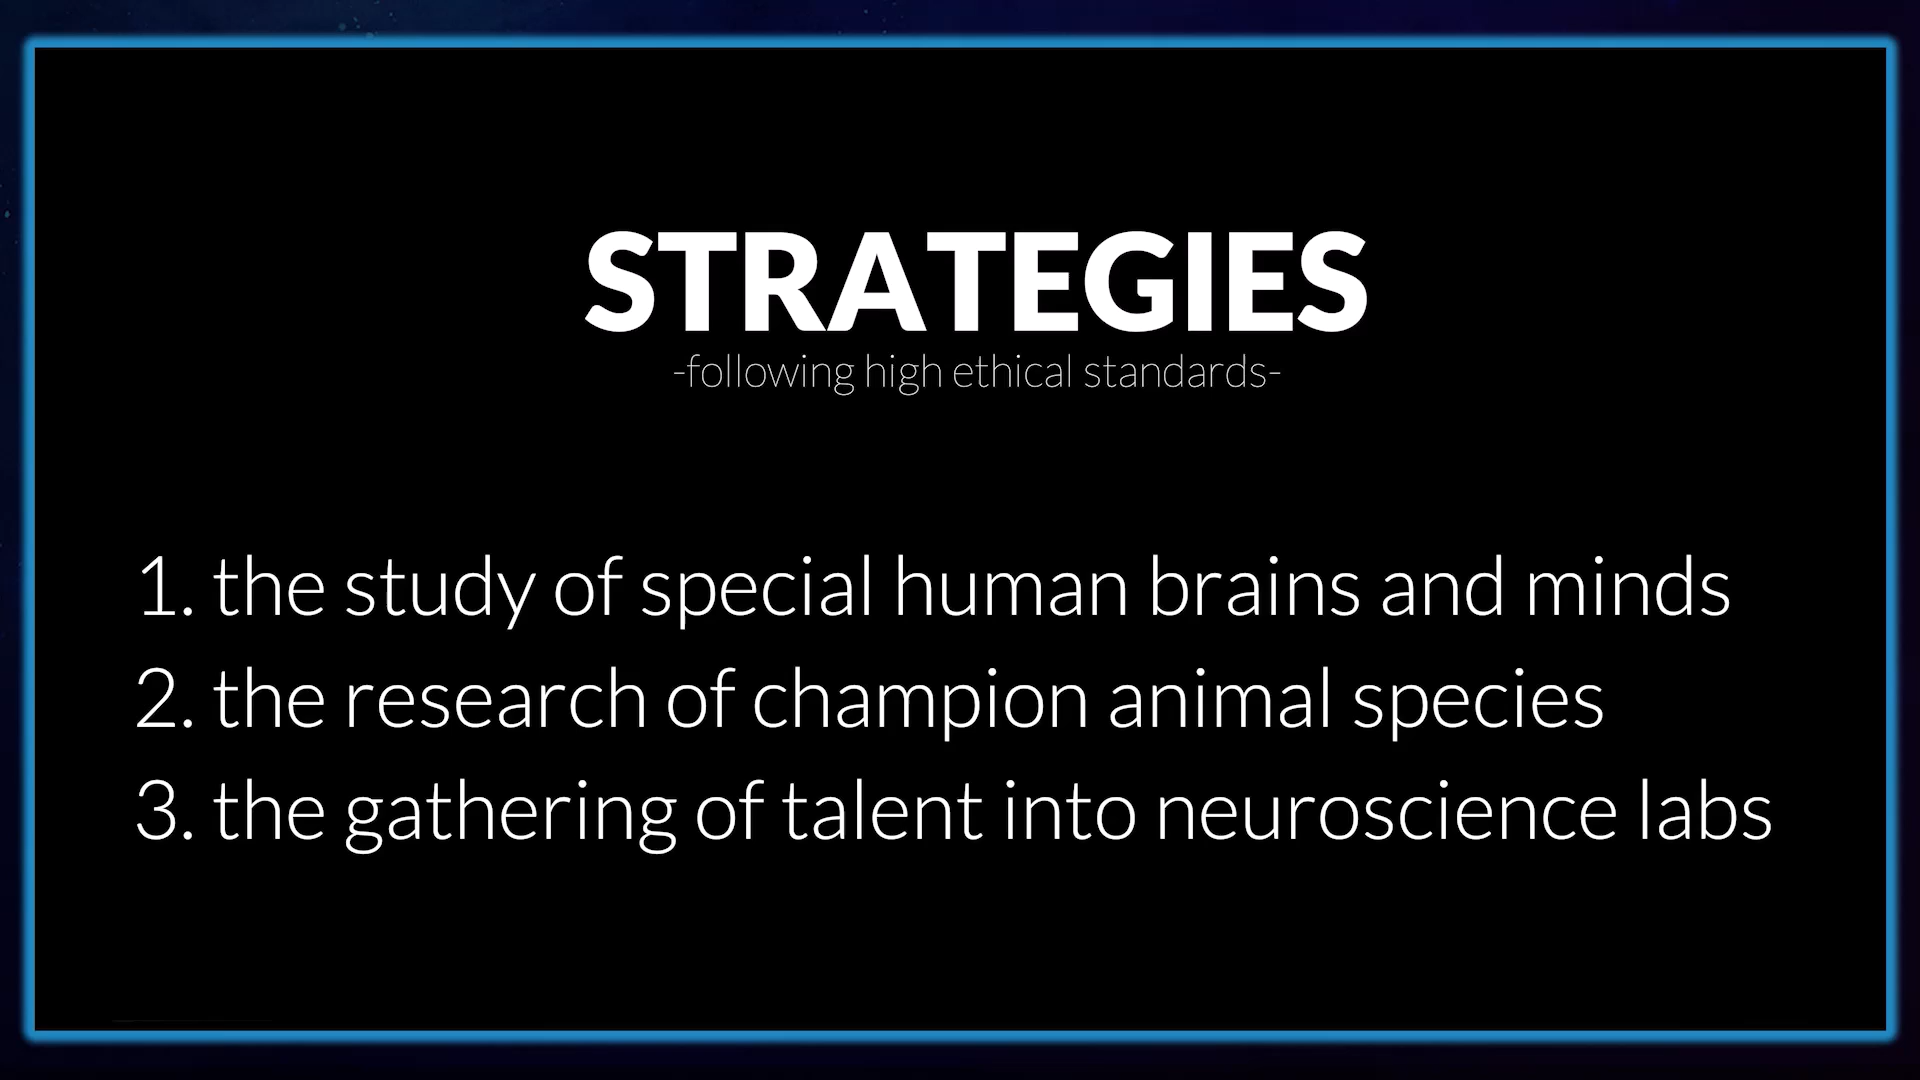 STRATEGIES
-following high ethical standards-
1. the study of special human brains and minds
2. the research of champion animal species
3. the gathering of talent into neuroscience labs